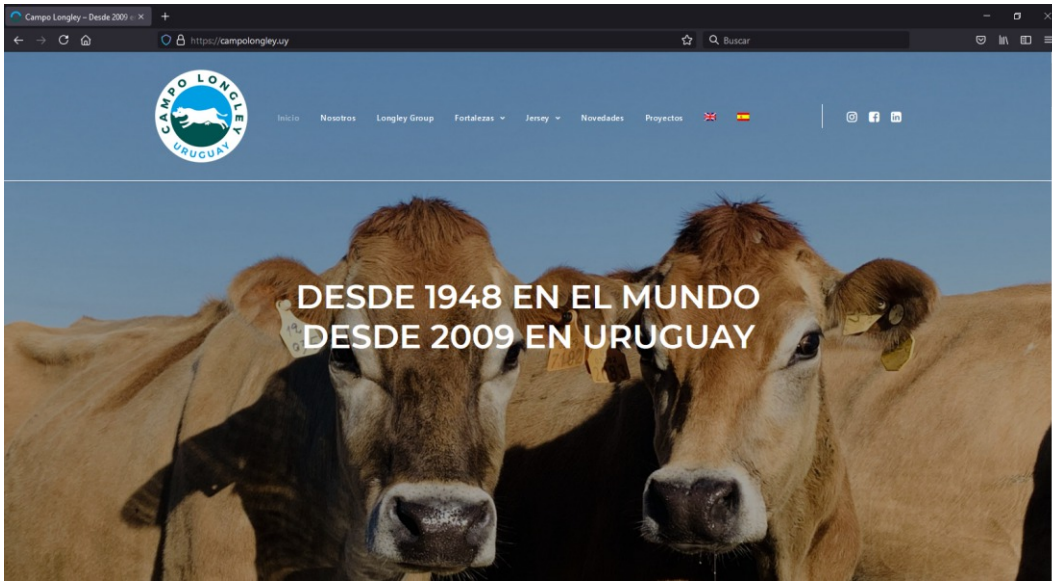 Campo Longley – Desde 2009 e
https://campolongley.uy
Buscar
CAMPO LONGLEY
URUGUAY
Inicio
Nosotros
Longley Group
Fortalezas
Jersey
Novedades
Proyectos
DESDE 1948 EN EL MUNDO
DESDE 2009 EN URUGUAY